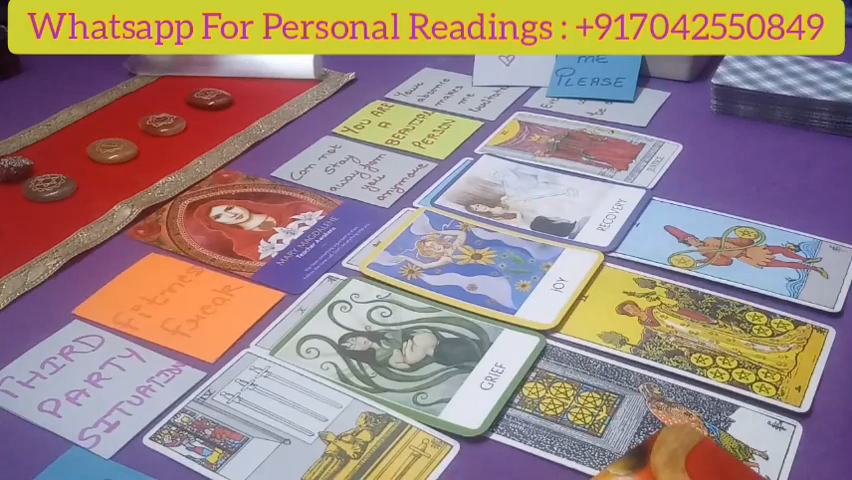 Whatsapp For Personal Readings : +917042550849
ME
PLEASE
Your
absence
makes
me
YOU ARE
A
BEAUTIFUL
PERSON
Can not
stay
away from
you
anymore
JUSTICE
RECOVERY
MARY MAGDALENE
JOY
fitness
freak
GRIEF
THIRD
PARTY
SITUATION